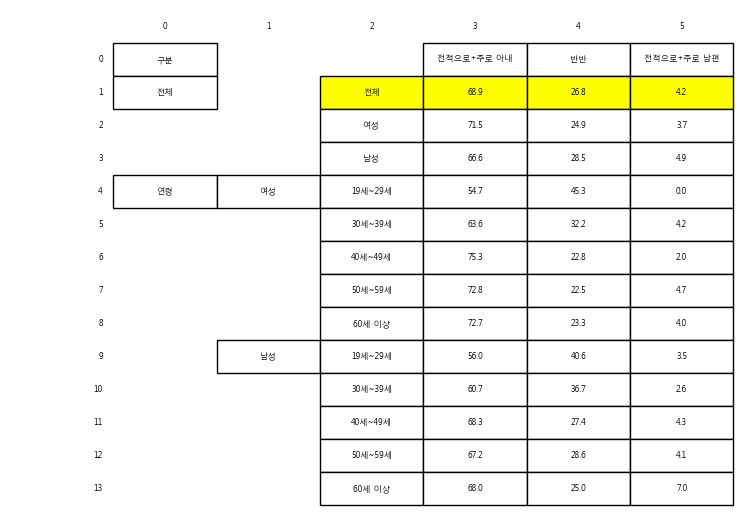 0 1 2 3 4 5
0 구분 전적으로+주로 아내 반반 전적으로+주로 남편
1 전체 전체 68.9 26.8 4.2
2 여성 71.5 24.9 3.7
3 남성 66.6 28.5 4.9
4 연령 여성 19세~29세 54.7 45.3 0.0
5 30세~39세 63.6 32.2 4.2
6 40세~49세 75.3 22.8 2.0
7 50세~59세 72.8 22.5 4.7
8 60세 이상 72.7 23.3 4.0
9 남성 19세~29세 56.0 40.6 3.5
10 30세~39세 60.7 36.7 2.6
11 40세~49세 68.3 27.4 4.3
12 50세~59세 67.2 28.6 4.1
13 60세 이상 68.0 25.0 7.0